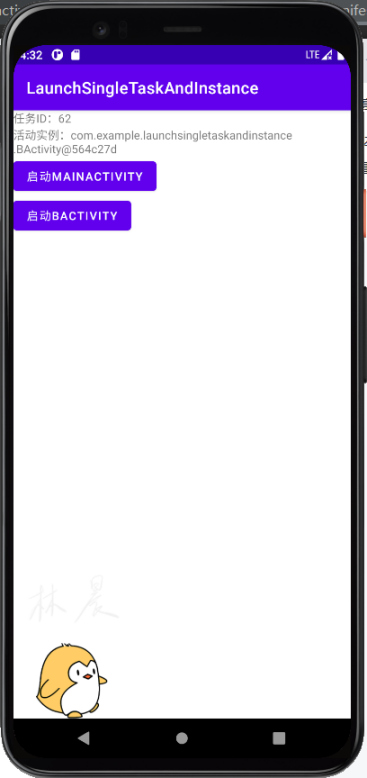 4:32
LTE
LaunchSingleTaskAndInstance
任务ID：62
活动实例：com.example.launchsingletaskandinstance
.BActivity@564c27d
启动MAINACTIVITY
启动BACTIVITY
林晨